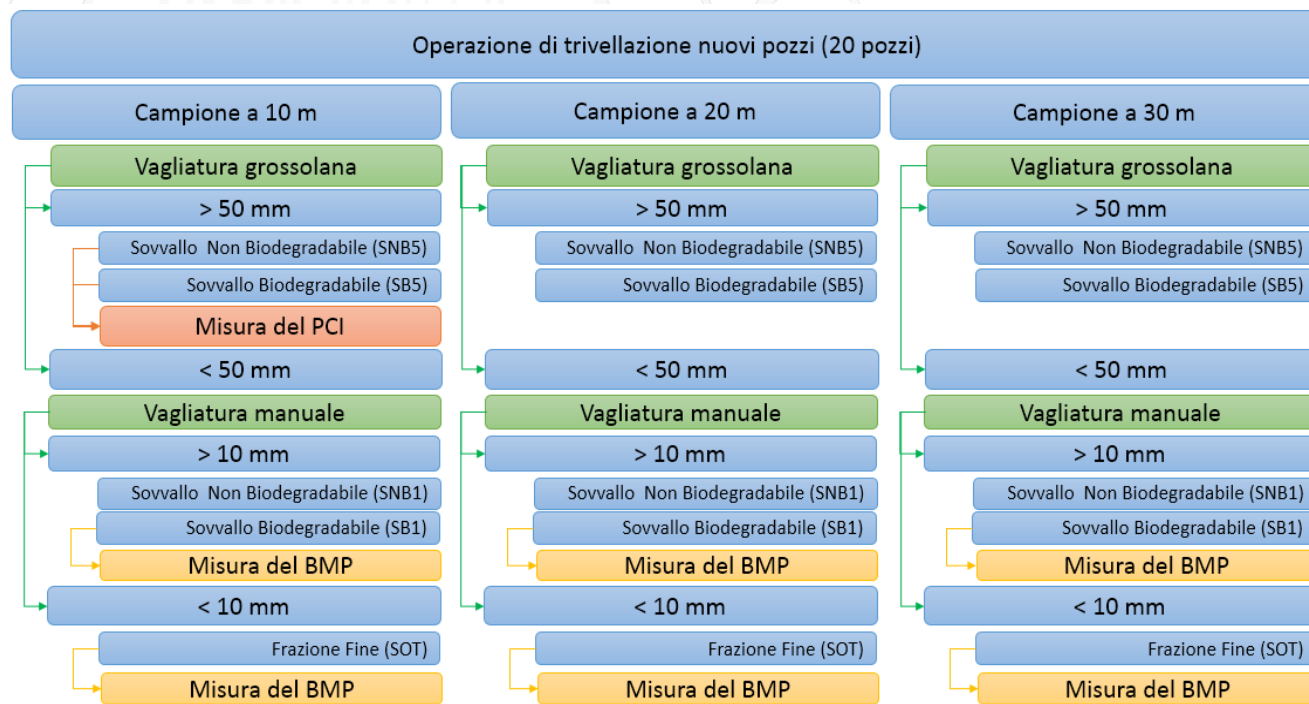 Operazione di trivellazione nuovi pozzi (20 pozzi)
Campione a 10 m
Vagliatura grossolana
> 50 mm
Sovvallo Non Biodegradabile (SNB5)
Sovvallo Biodegradabile (SB5)
Misura del PCI
< 50 mm
Vagliatura manuale
> 10 mm
Sovvallo Non Biodegradabile (SNB1)
Sovvallo Biodegradabile (SB1)
Misura del BMP
< 10 mm
Frazione Fine (SOT)
Misura del BMP
Campione a 20 m
Vagliatura grossolana
> 50 mm
Sovvallo Non Biodegradabile (SNB5)
Sovvallo Biodegradabile (SB5)
< 50 mm
Vagliatura manuale
> 10 mm
Sovvallo Non Biodegradabile (SNB1)
Sovvallo Biodegradabile (SB1)
Misura del BMP
< 10 mm
Frazione Fine (SOT)
Misura del BMP
Campione a 30 m
Vagliatura grossolana
> 50 mm
Sovvallo Non Biodegradabile (SNB5)
Sovvallo Biodegradabile (SB5)
< 50 mm
Vagliatura manuale
> 10 mm
Sovvallo Non Biodegradabile (SNB1)
Sovvallo Biodegradabile (SB1)
Misura del BMP
< 10 mm
Frazione Fine (SOT)
Misura del BMP